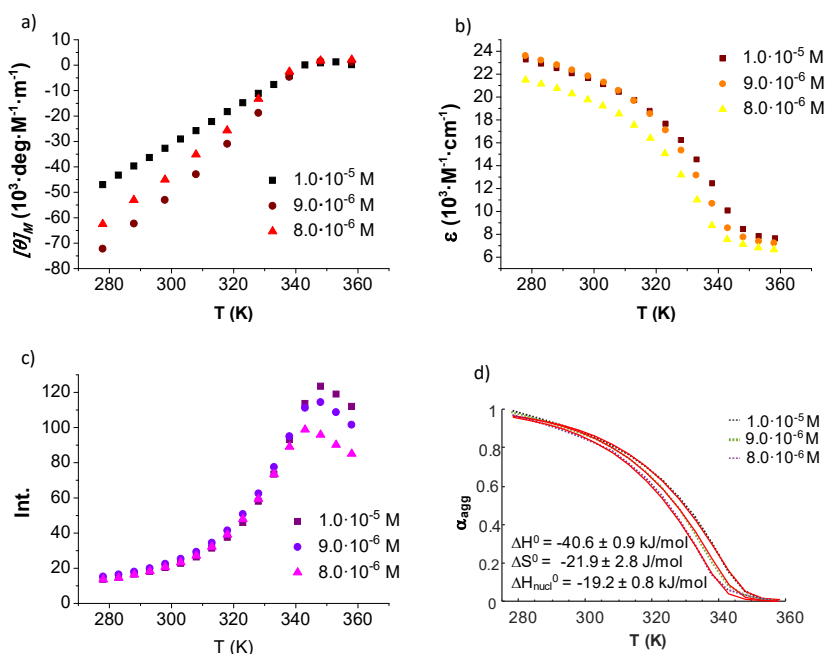 a)
[θ]M (10³·deg·M⁻¹·m⁻¹)
10
0
-10
-20
-30
-40
-50
-60
-70
-80
280 300 320 340 360
T (K)
1.0·10⁻⁵ M
9.0·10⁻⁶ M
8.0·10⁻⁶ M
b)
ε (10³·M⁻¹·cm⁻¹)
24
22
20
18
16
14
12
10
8
6
280 300 320 340 360
T (K)
1.0·10⁻⁵ M
9.0·10⁻⁶ M
8.0·10⁻⁶ M
c)
Int.
120
100
80
60
40
20
0
280 300 320 340 360
T (K)
1.0·10⁻⁵ M
9.0·10⁻⁶ M
8.0·10⁻⁶ M
d)
αagg
1
0.8
0.6
0.4
0.2
0
280 300 320 340 360
T (K)
1.0·10⁻⁵ M
9.0·10⁻⁶ M
8.0·10⁻⁶ M
ΔH⁰ = -40.6 ± 0.9 kJ/mol
ΔS⁰ = -21.9 ± 2.8 J/mol
ΔHnucl⁰ = -19.2 ± 0.8 kJ/mol